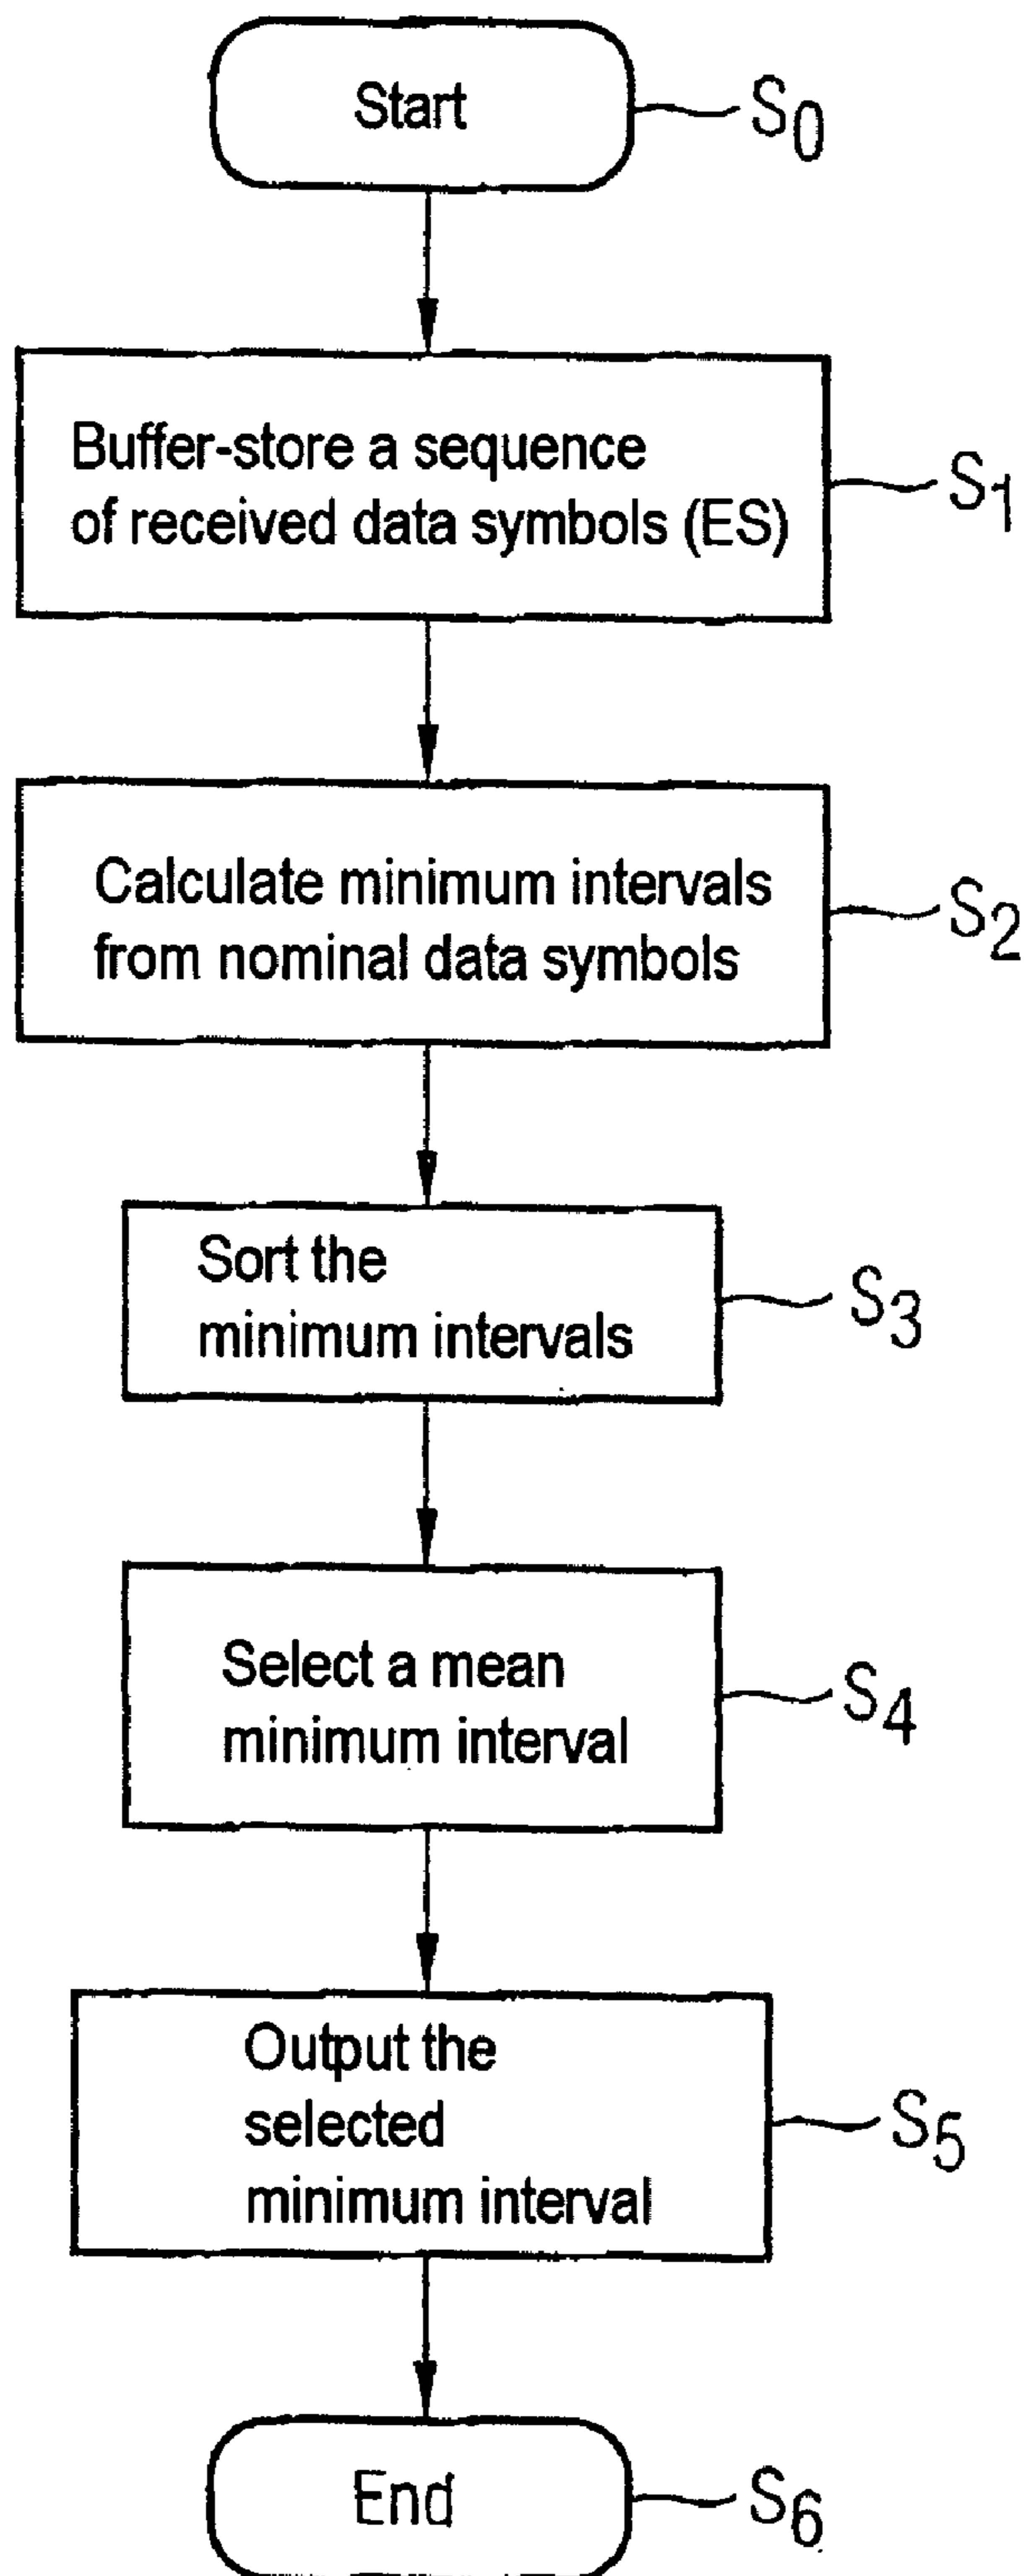 Start
S0
Buffer-store a sequence
of received data symbols (ES)
S1
Calculate minimum intervals
from nominal data symbols
S2
Sort the
minimum intervals
S3
Select a mean
minimum interval
S4
Output the
selected
minimum interval
S5
End
S6